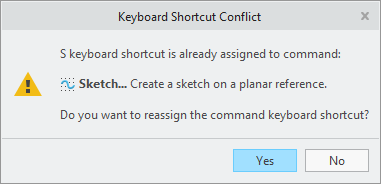 Keyboard Shortcut Conflict
S keyboard shortcut is already assigned to command:
Sketch... Create a sketch on a planar reference.
Do you want to reassign the command keyboard shortcut?
Yes No